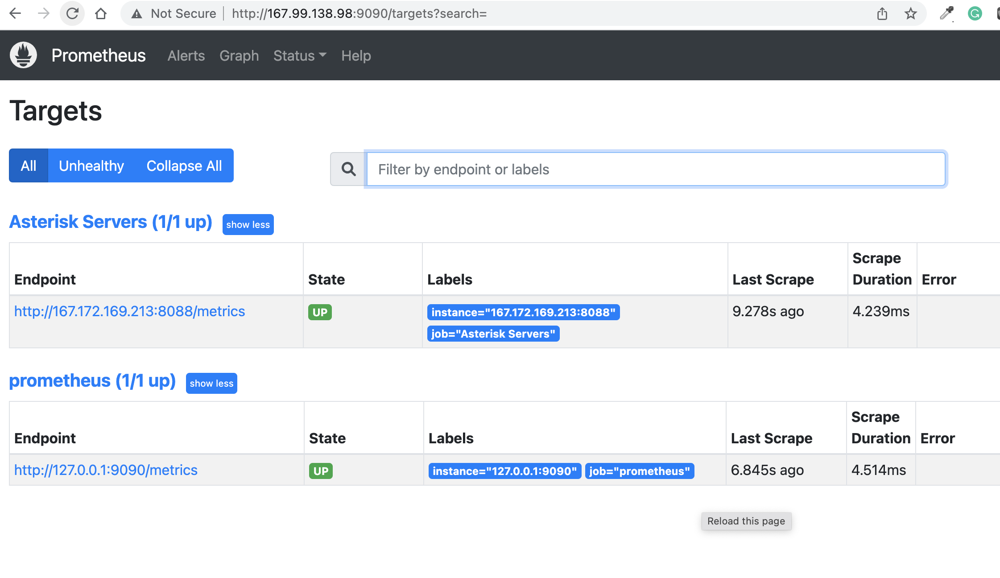 Not Secure | http://167.99.138.98:9090/targets?search=
Prometheus Alerts Graph Status Help
Targets
All Unhealthy Collapse All Filter by endpoint or labels
Asterisk Servers (1/1 up) show less
Endpoint State Labels Last Scrape Scrape Duration Error
http://167.172.169.213:8088/metrics UP instance="167.172.169.213:8088" 9.278s ago 4.239ms
job="Asterisk Servers"
prometheus (1/1 up) show less
Endpoint State Labels Last Scrape Scrape Duration Error
http://127.0.0.1:9090/metrics UP instance="127.0.0.1:9090" job="prometheus" 6.845s ago 4.514ms
Reload this page